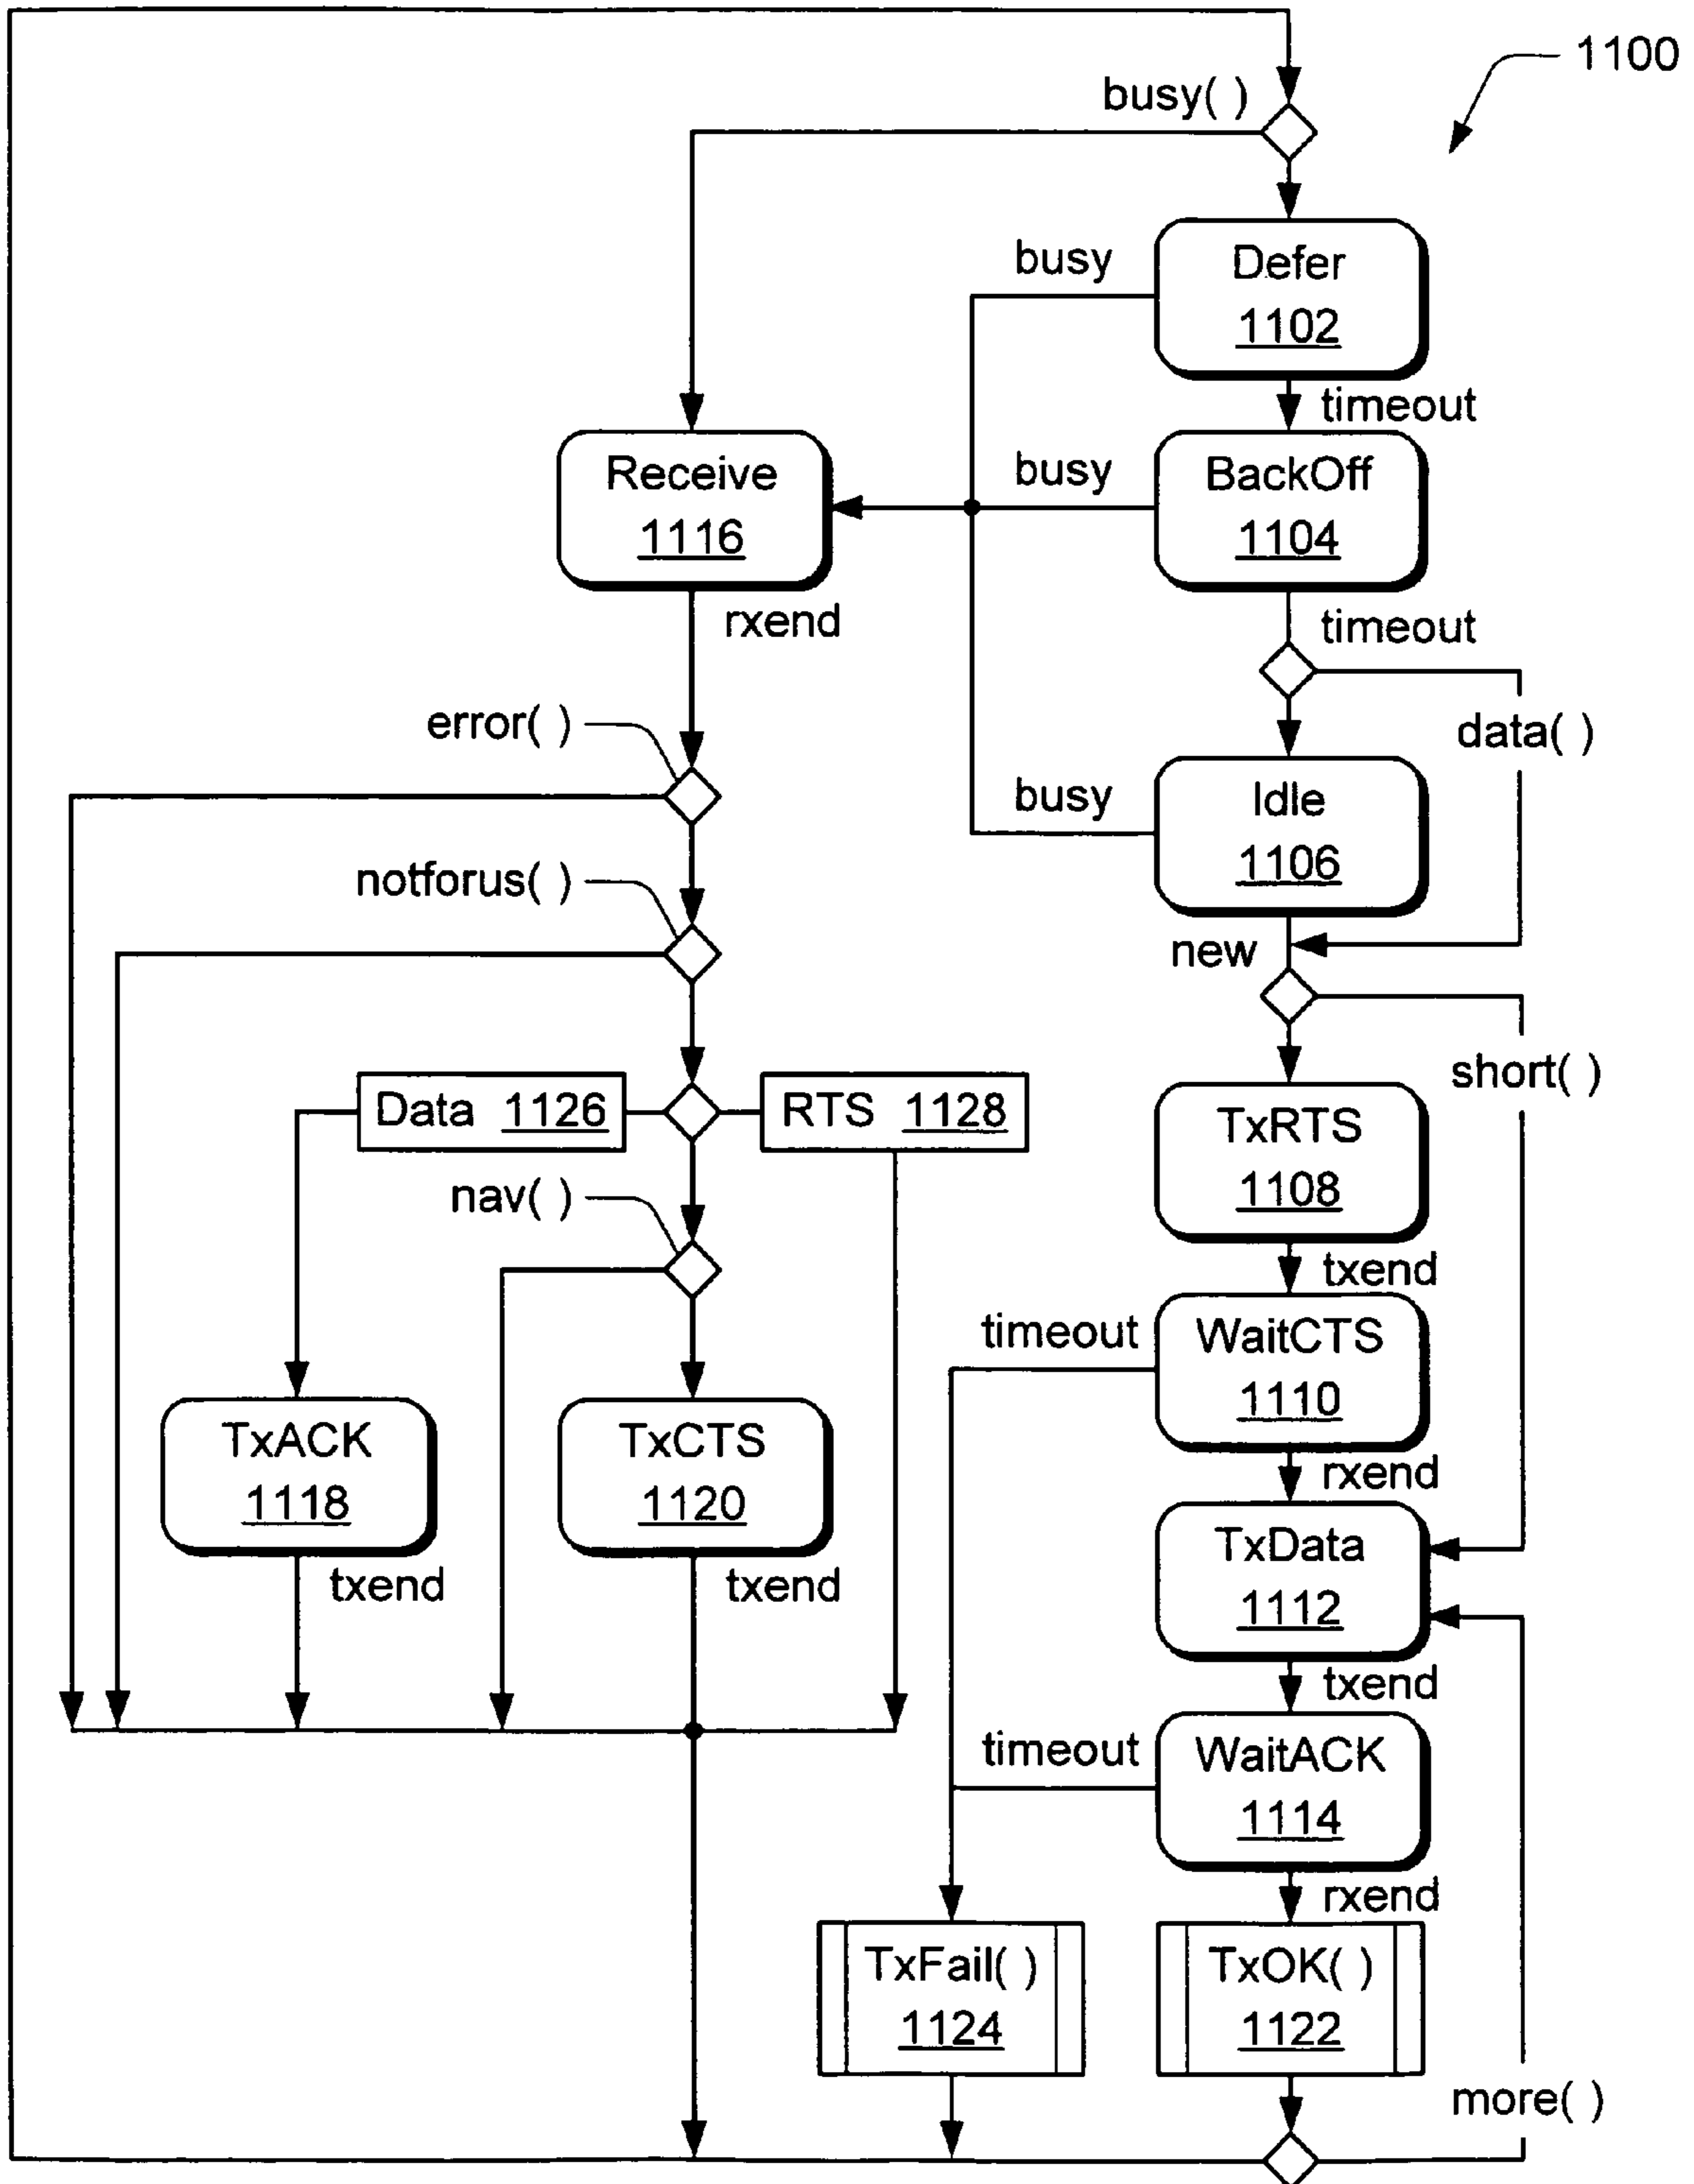 1100
busy( )
busy
Defer
1102
timeout
Receive
1116
busy
BackOff
1104
rxend
timeout
error( )
data( )
busy
Idle
1106
notforus( )
new
short( )
Data 1126
RTS 1128
TxRTS
1108
nav( )
txend
timeout
WaitCTS
1110
TxACK
1118
TxCTS
1120
rxend
TxData
1112
txend
txend
txend
timeout
WaitACK
1114
rxend
TxFail( )
1124
TxOK( )
1122
more( )